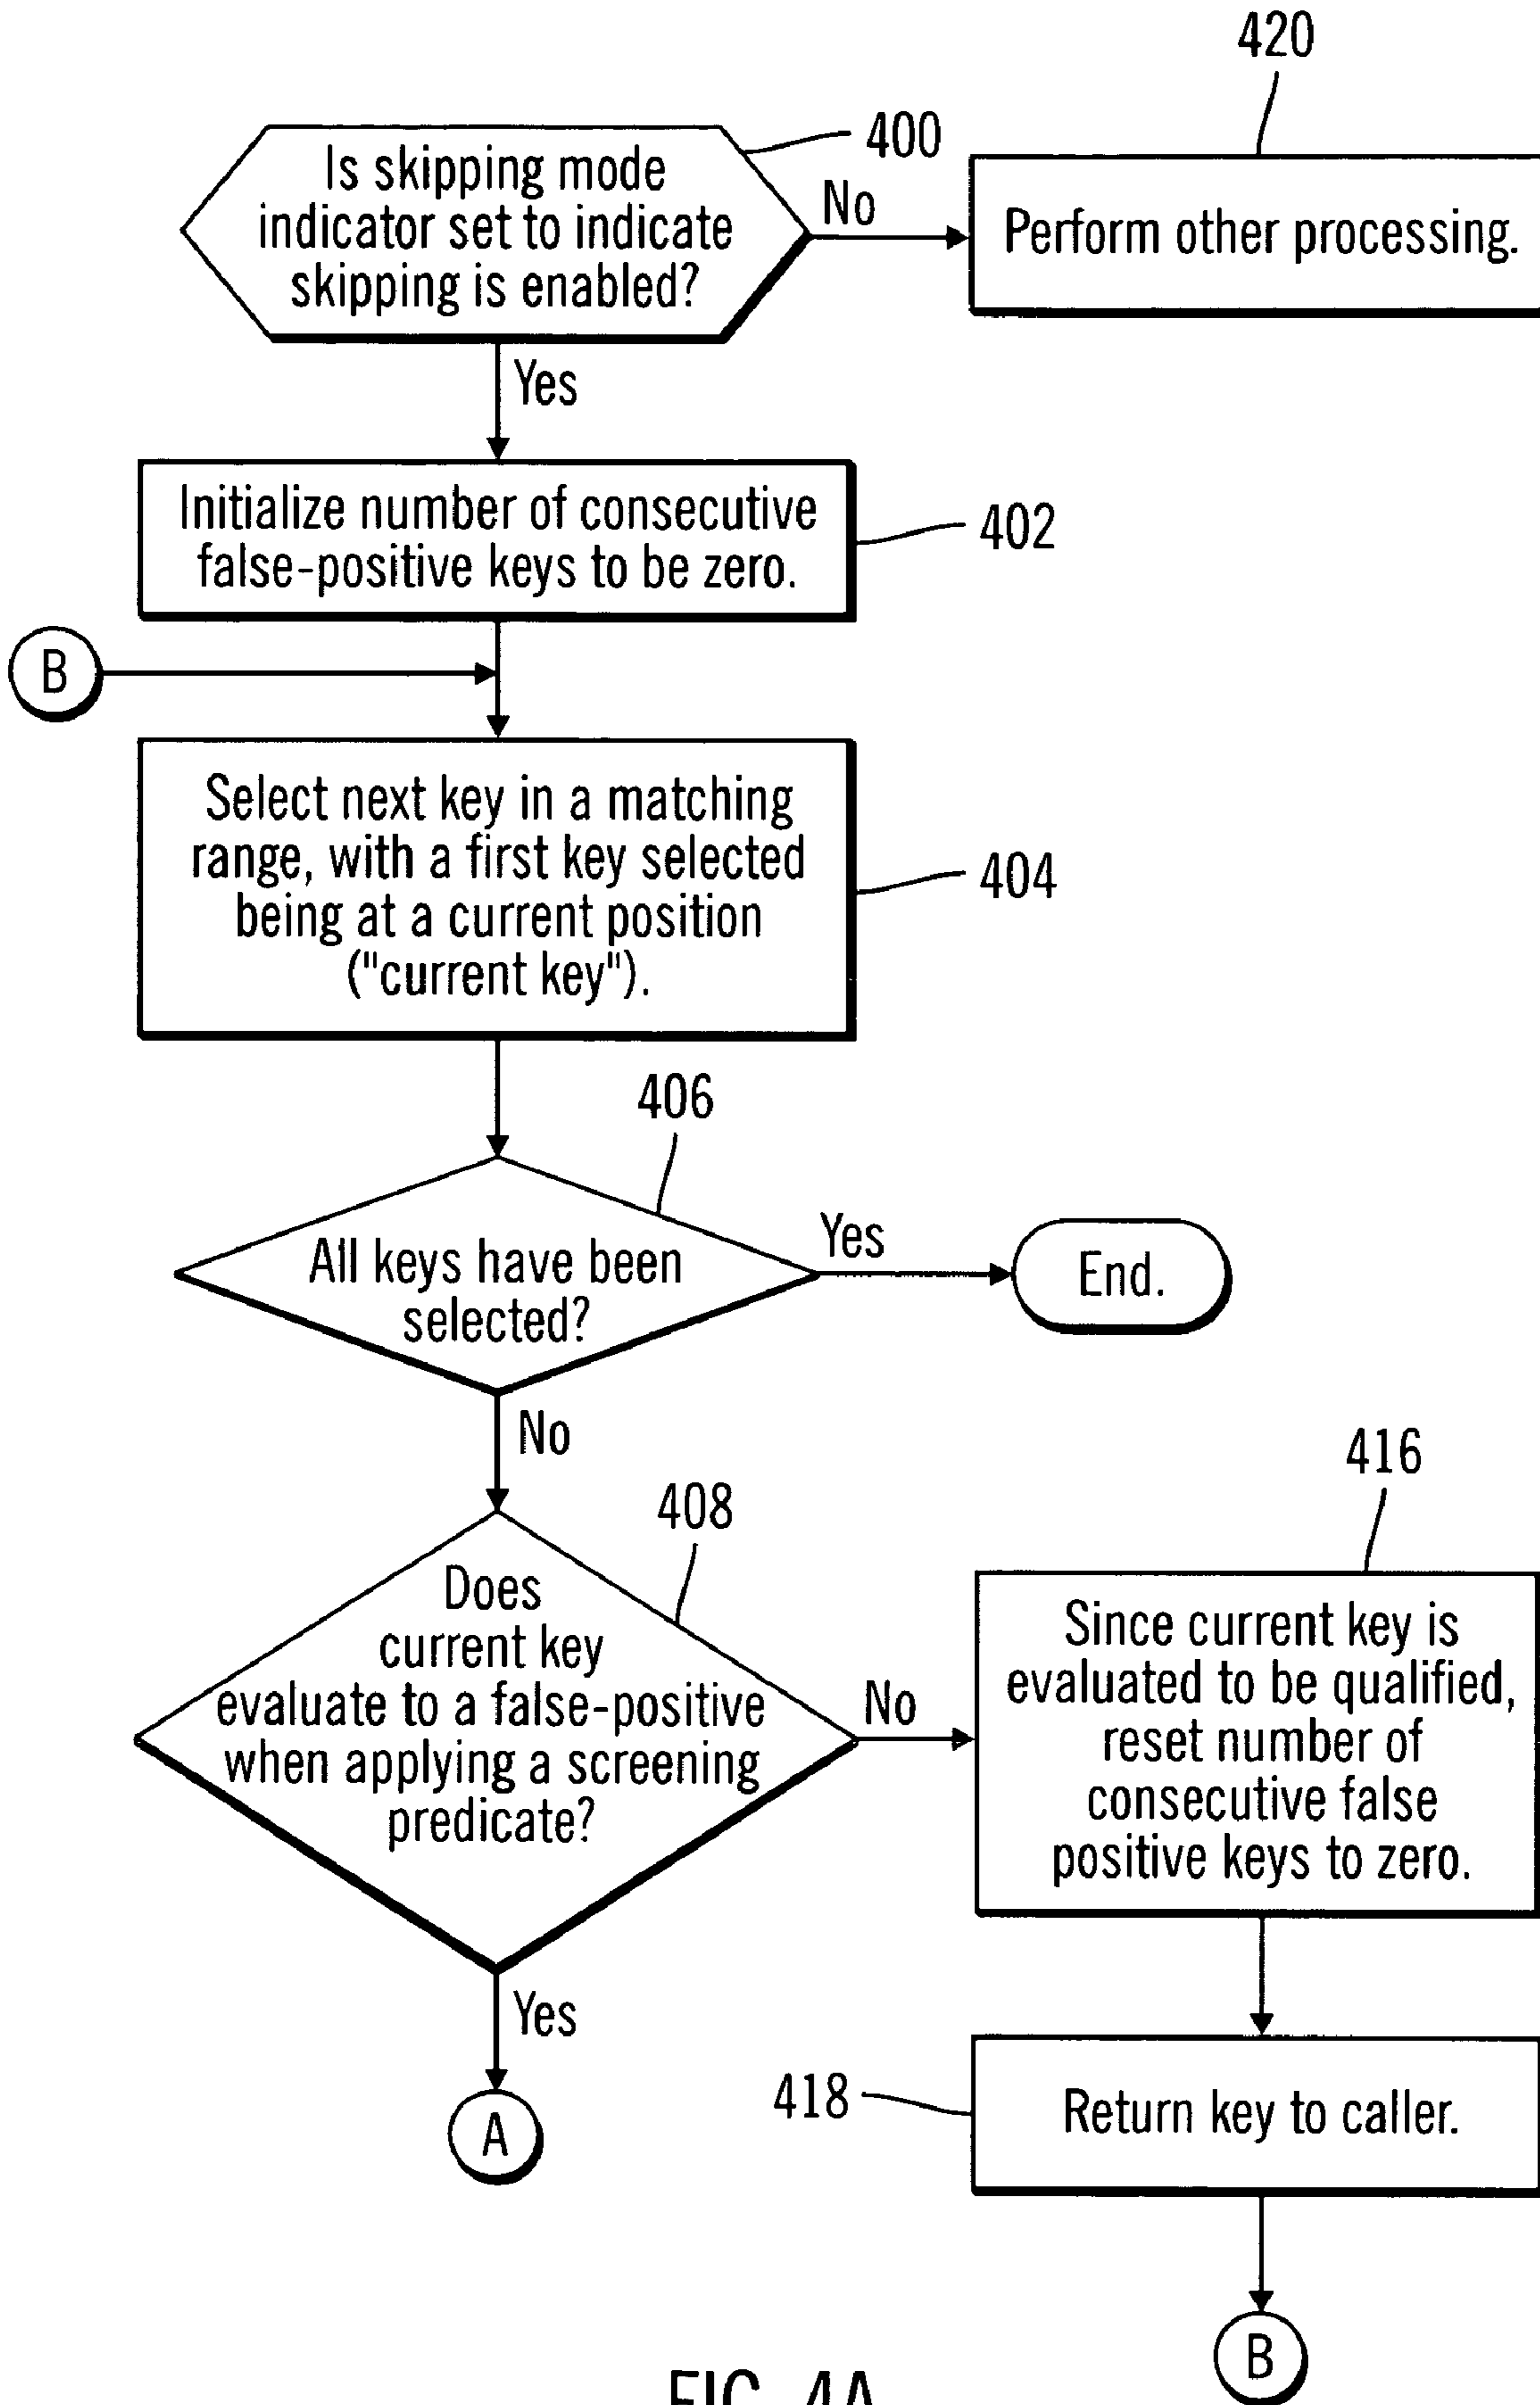 420
400
Is skipping mode
indicator set to indicate
skipping is enabled?
No
Perform other processing.
Yes
Initialize number of consecutive
false-positive keys to be zero.
402
B
Select next key in a matching
range, with a first key selected
being at a current position
("current key").
404
406
All keys have been
selected?
Yes
End.
No
408
416
Does
current key
evaluate to a false-positive
when applying a screening
predicate?
No
Since current key is
evaluated to be qualified,
reset number of
consecutive false
positive keys to zero.
Yes
A
418
Return key to caller.
B
FIG. 4A